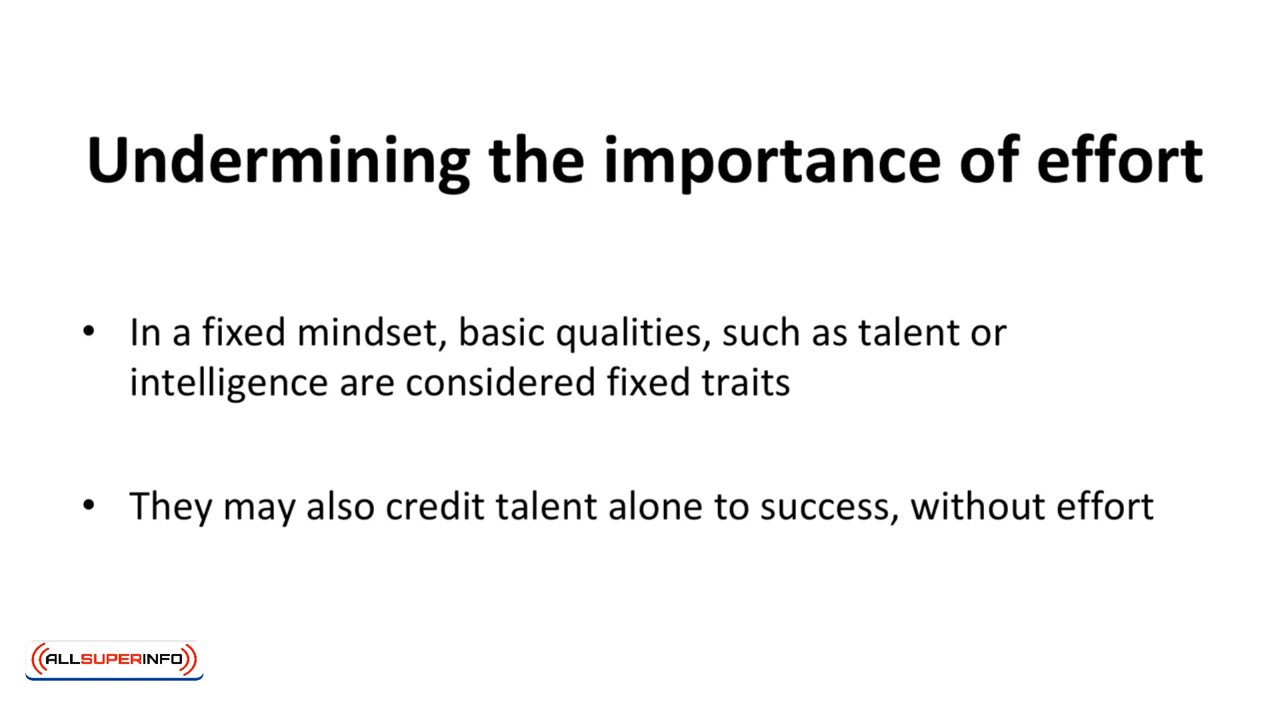 Undermining the importance of effort
• In a fixed mindset, basic qualities, such as talent or
intelligence are considered fixed traits
• They may also credit talent alone to success, without effort
ALLSUPERINFO